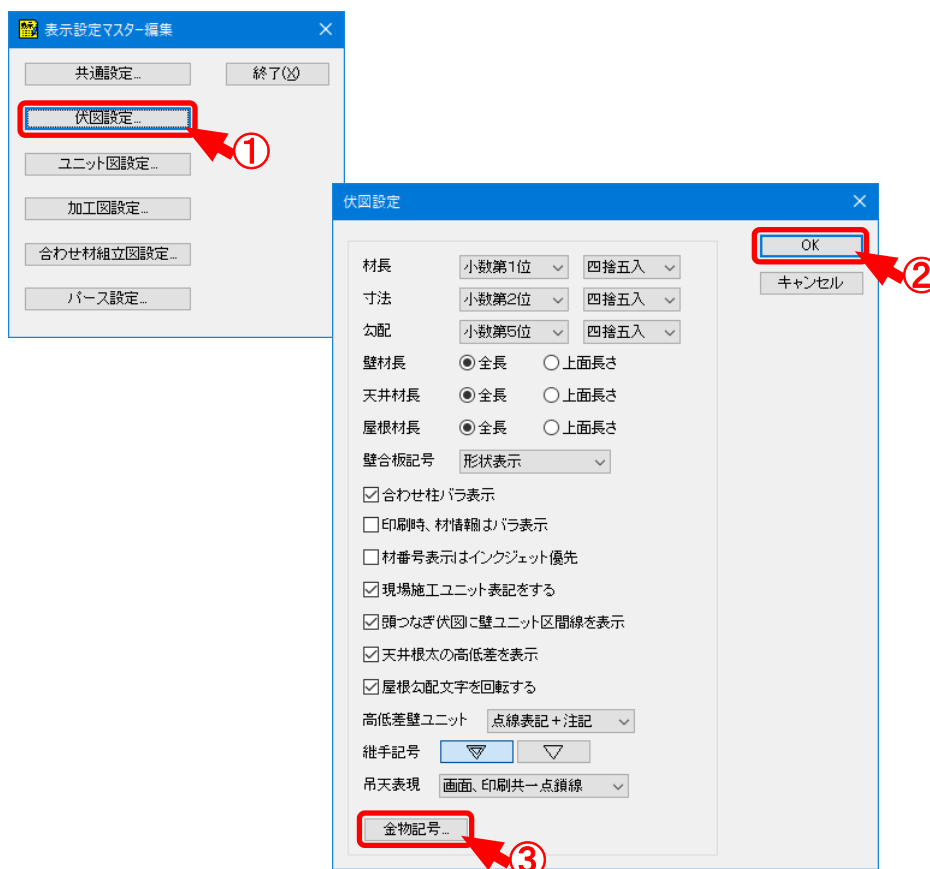 表示設定マスター編集
共通設定...
終了(X)
伏図設定...
①
ユニット図設定...
加工図設定...
合わせ材組立図設定...
パース設定...
伏図設定
OK
②
キャンセル
材長 小数第1位 四捨五入
寸法 小数第2位 四捨五入
勾配 小数第5位 四捨五入
壁材長 全長 上面長さ
天井材長 全長 上面長さ
屋根材長 全長 上面長さ
壁合板記号 形状表示
合わせ柱バラ表示
印刷時、材情報はバラ表示
材番号表示はインクジェット優先
現場施工ユニット表記をする
頭つなぎ伏図に壁ユニット区間線を表示
天井根太の高低差を表示
屋根勾配文字を回転する
高低差壁ユニット 点線表記+注記
継手記号
吊天表現 画面、印刷共一点鎖線
金物記号...
③